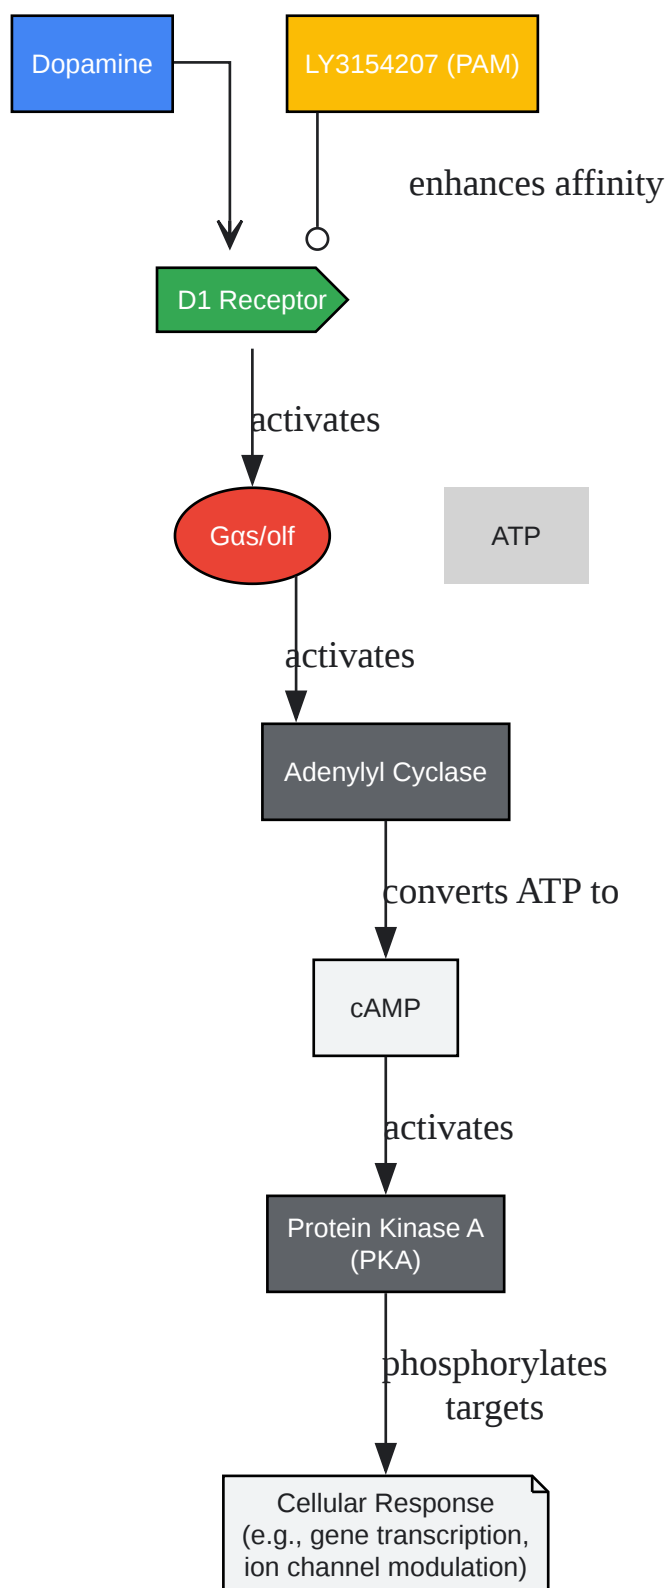 Dopamine
LY3154207 (PAM)
enhances affinity
D1 Receptor
activates
Gαs/olf
ATP
activates
Adenylyl Cyclase
converts ATP to
cAMP
activates
Protein Kinase A
(PKA)
phosphorylates
targets
Cellular Response
(e.g., gene transcription,
ion channel modulation)